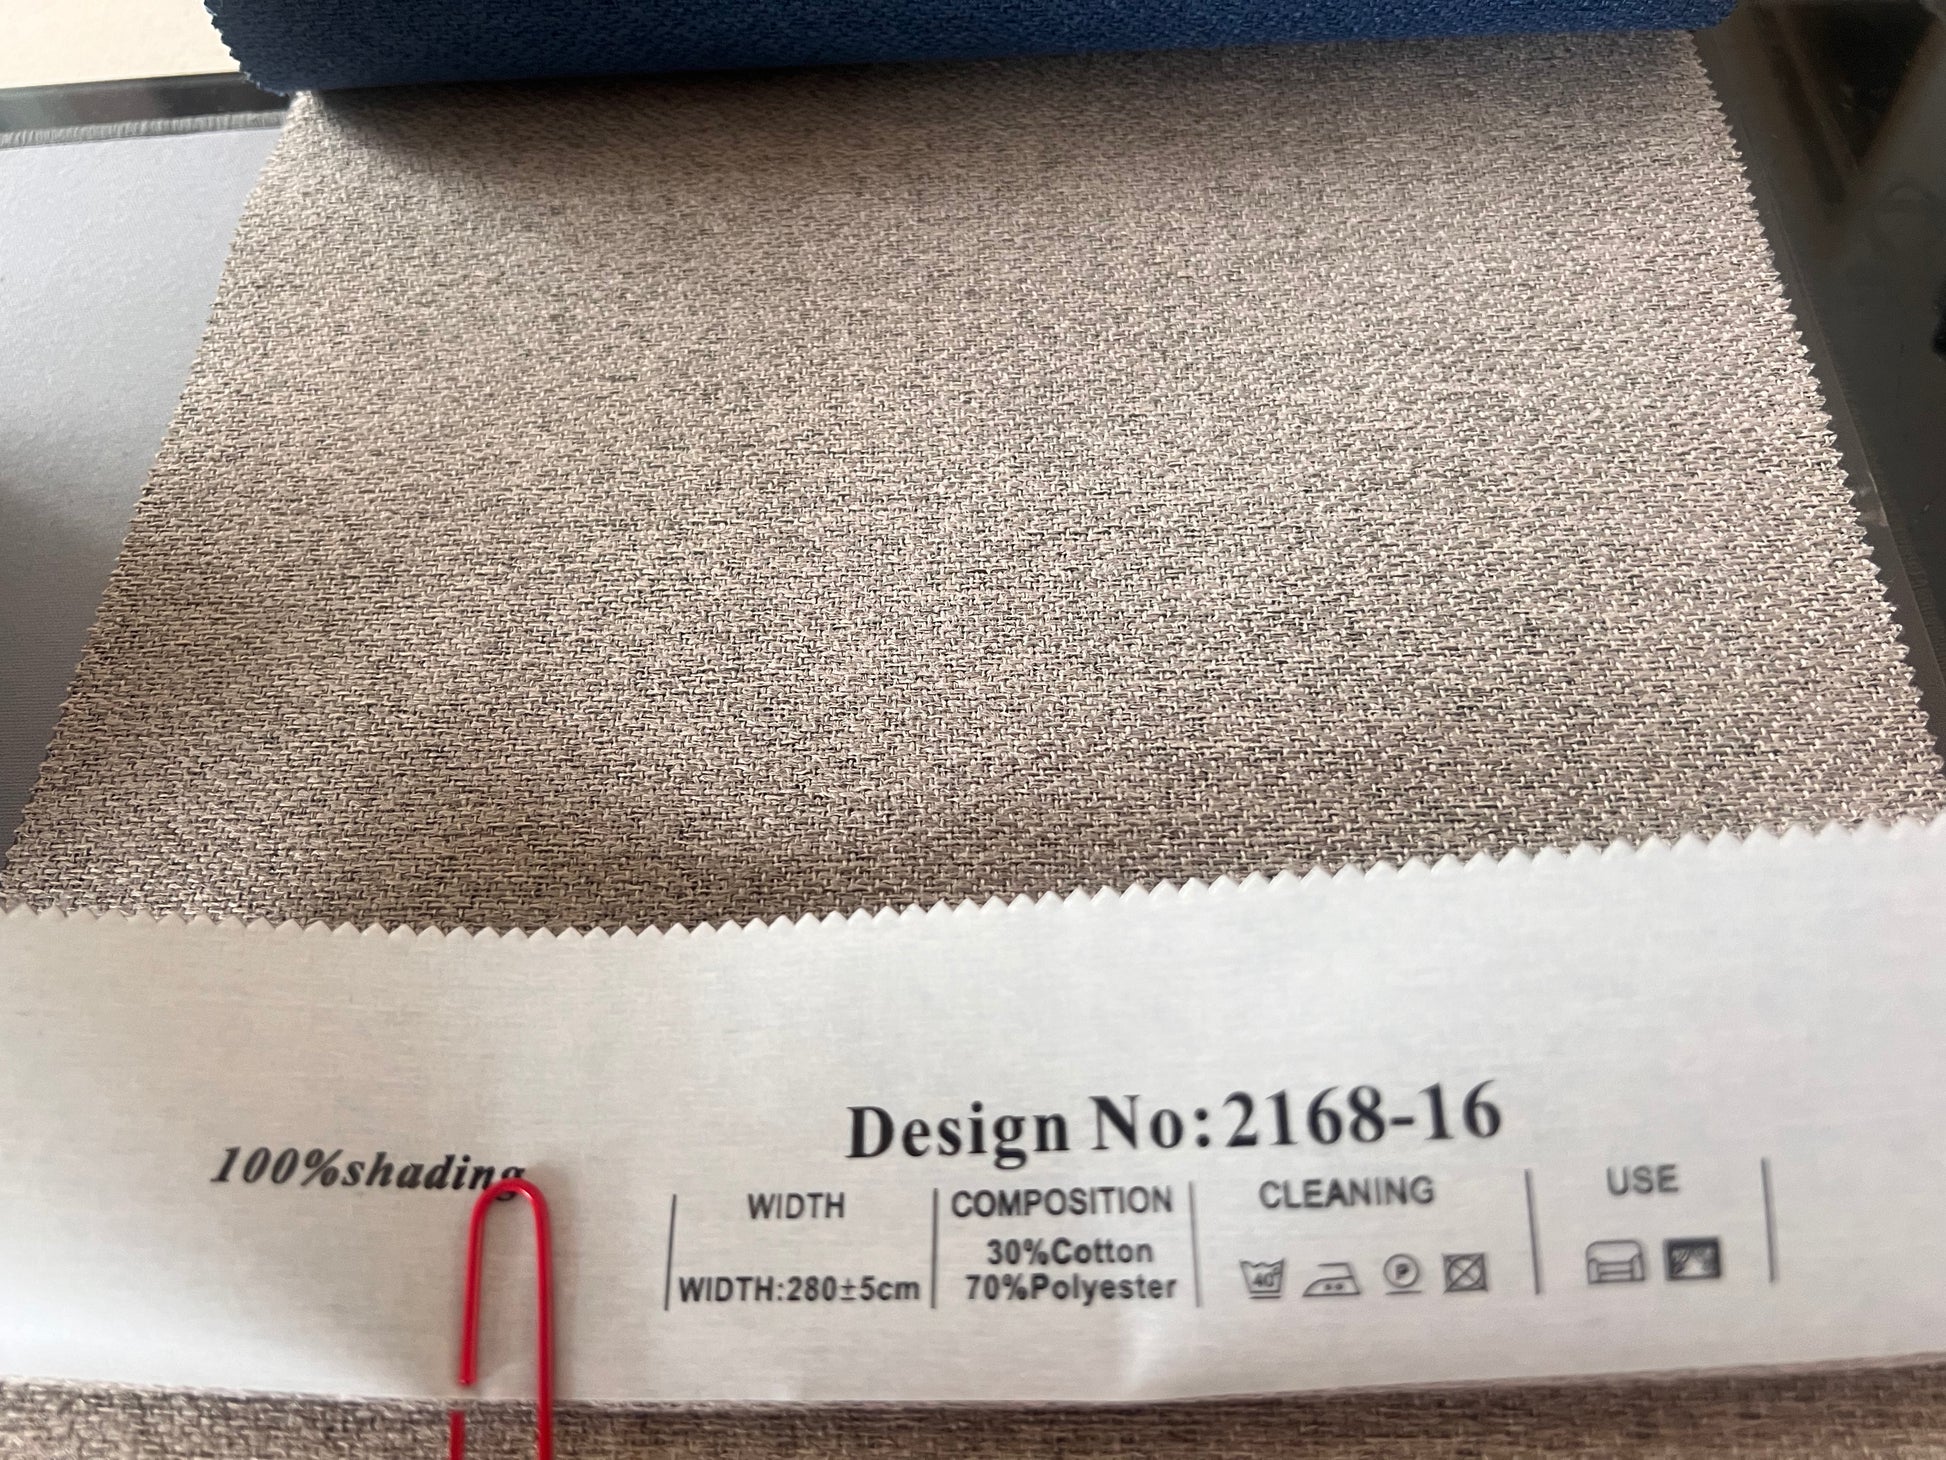 Design No:2168-16
100%shading
WIDTH
WIDTH:280±5cm
COMPOSITION
30%Cotton
70%Polyester
CLEANING
40°
P
USE